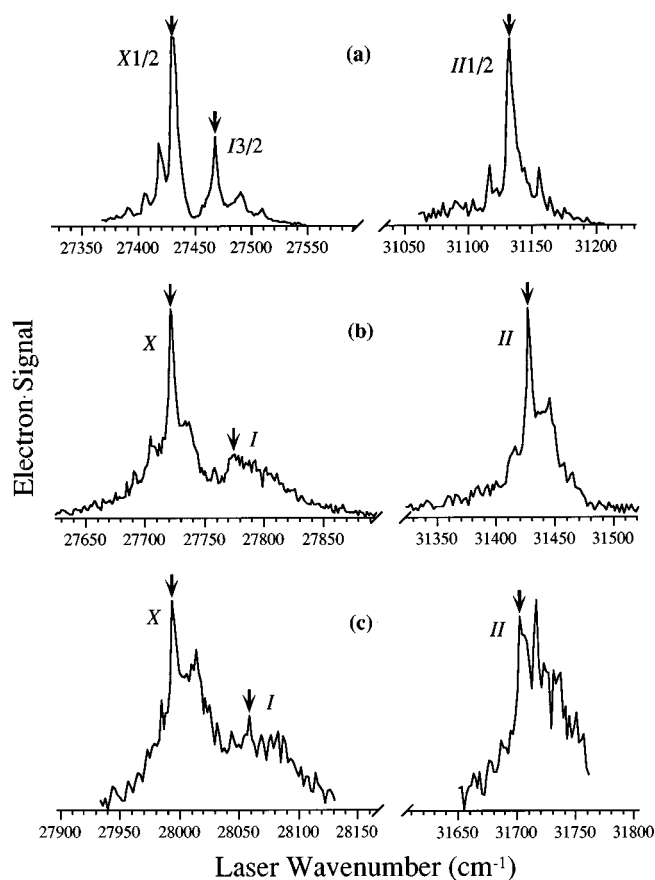 X1/2
(a)
II1/2
I3/2
27350 27400 27450 27500 27550
31050 31100 31150 31200
(b)
X
II
I
Electron Signal
27650 27700 27750 27800 27850
31350 31400 31450 31500
(c)
X
II
I
27900 27950 28000 28050 28100 28150
31650 31700 31750 31800
Laser Wavenumber (cm-1)